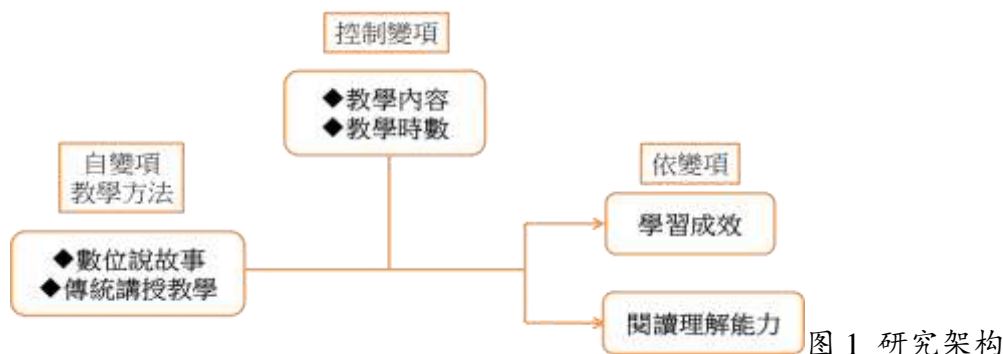 控制變項
◆教學內容
◆教學時數
自變項
教學方法
◆數位說故事
◆傳統講授教學
依變項
學習成效
閱讀理解能力
图 1 研究架构